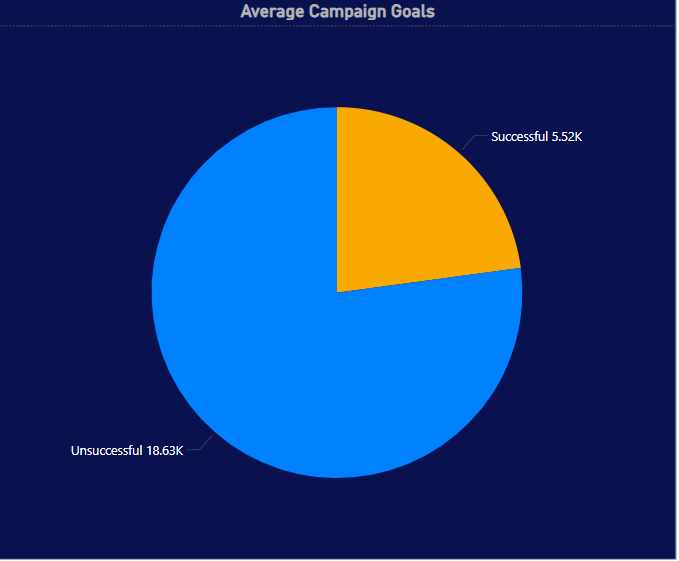 Average Campaign Goals
Successful 5.52K
Unsuccessful 18.63K